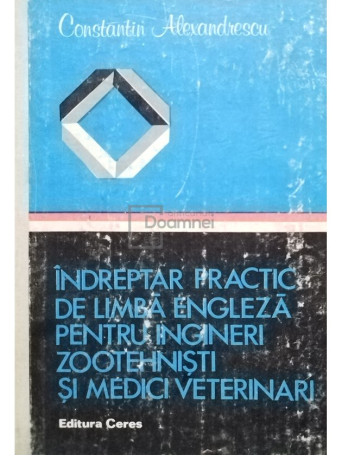 Constantin Alexandrescu
Doamnei
ÎNDREPTAR PRACTIC
DE LIMBĂ ENGLEZĂ
PENTRU INGINERI
ZOOTEHNIȘTI
ȘI MEDICI VETERINARI
Editura Ceres